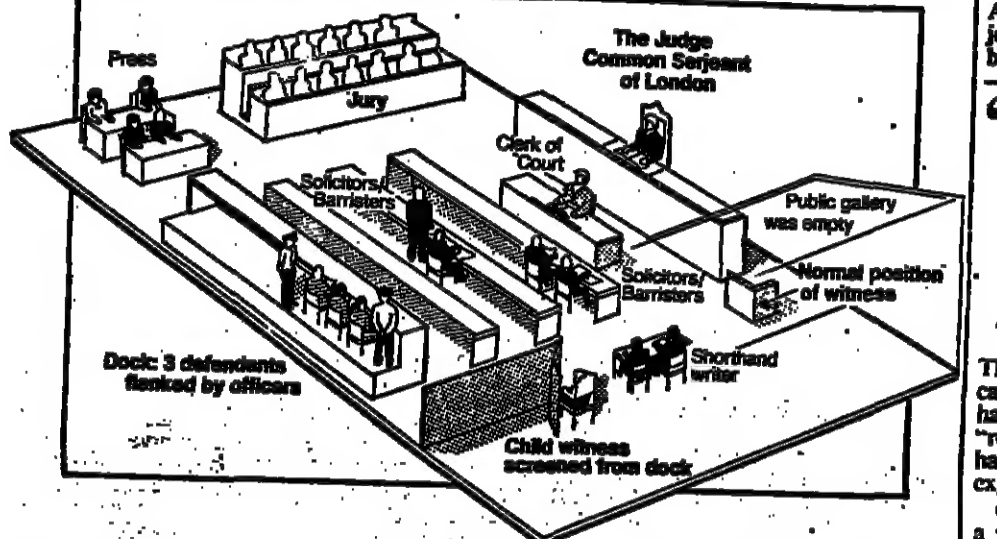 Press
Jury
The Judge
Common Serjeant
of London
Clerk of
Court
Solicitors/
Barristers
Public gallery
was empty
Solicitors/
Barristers
Normal position
of witness
Shorthand
writer
Dock: 3 defendants
flanked by officers
Child witness
screened from dock